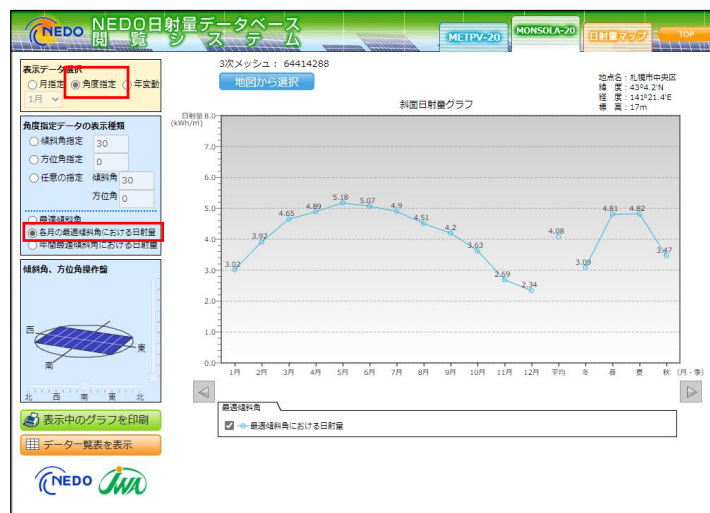 NEDO
NEDO日射量データベース
閲覧システム
METPV-20
MONSOLA-20
日射量マップ
TOP
表示データ選択
月指定 角度指定 年変動
1月
角度指定データの表示種類
傾斜角指定 30
方位角指定 0
任意の指定 傾斜角 30
方位角 0
最適傾斜角
各月の最適傾斜角における日射量
年間最適傾斜角における日射量
傾斜角、方位角操作盤
西
東
南
北 西 南 東 北
表示中のグラフを印刷
データ一覧表を表示
NEDO JWA
3次メッシュ： 64414288
地図から選択
地点名：札幌市中央区
緯 度：43º4.2'N
経 度：141º21.4'E
標 高：17m
斜面日射量グラフ
日射量
(kWh/m)
8.0
7.0
6.0
5.0
4.0
3.0
2.0
1.0
0.0
3.02 3.92 4.65 4.89 5.18 5.07 4.9 4.51 4.2 3.63 2.69 2.34 4.08 3.09 4.81 4.82 3.47
1月 2月 3月 4月 5月 6月 7月 8月 9月 10月 11月 12月 平均 冬 春 夏 秋 (月・季)
最適傾斜角
最適傾斜角における日射量